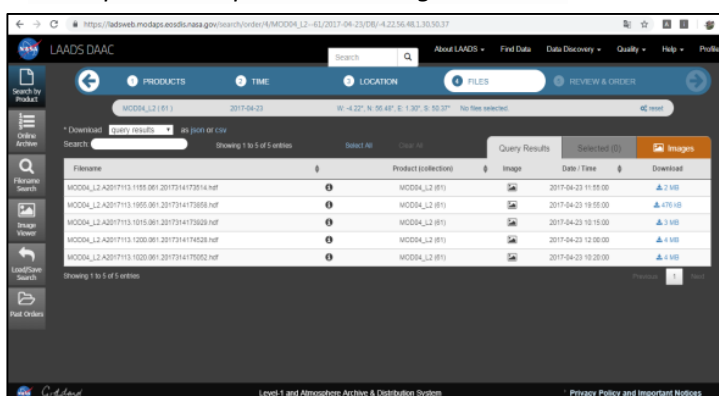 https://ladsweb.modaps.eosdis.nasa.gov/search/order/4/MOD04_L2--61/2017-04-23/DB/-4.22,56.48,1.30,50.37
LAADS DAAC
Search
About LAADS
Find Data
Data Discovery
Quality
Help
Profile
Search by Product
1 PRODUCTS
2 TIME
3 LOCATION
4 FILES
5 REVIEW & ORDER
MOD04_L2 (61)
2017-04-23
W: -4.22°, N: 56.48°, E: 1.30°, S: 50.37°
No files selected.
reset
Online Archive
* Download query results as json or csv
Search:
Showing 1 to 5 of 5 entries
Select All
Clear All
Query Results
Selected (0)
Images
Filename
Product (collection)
Image
Date / Time
Download
MOD04_L2.A2017113.1155.061.2017314173514.hdf MOD04_L2 (61) 2017-04-23 11:55:00 2 MB
MOD04_L2.A2017113.1955.061.2017314173658.hdf MOD04_L2 (61) 2017-04-23 19:55:00 476 kB
MOD04_L2.A2017113.1015.061.2017314173929.hdf MOD04_L2 (61) 2017-04-23 10:15:00 3 MB
MOD04_L2.A2017113.1200.061.2017314174528.hdf MOD04_L2 (61) 2017-04-23 12:00:00 4 MB
MOD04_L2.A2017113.1020.061.2017314175052.hdf MOD04_L2 (61) 2017-04-23 10:20:00 4 MB
Showing 1 to 5 of 5 entries
Previous 1 Next
Filename Search
Image Viewer
Load/Save Search
Past Orders
NASA
Goddard
Level-1 and Atmosphere Archive & Distribution System
Privacy Policy and Important Notices